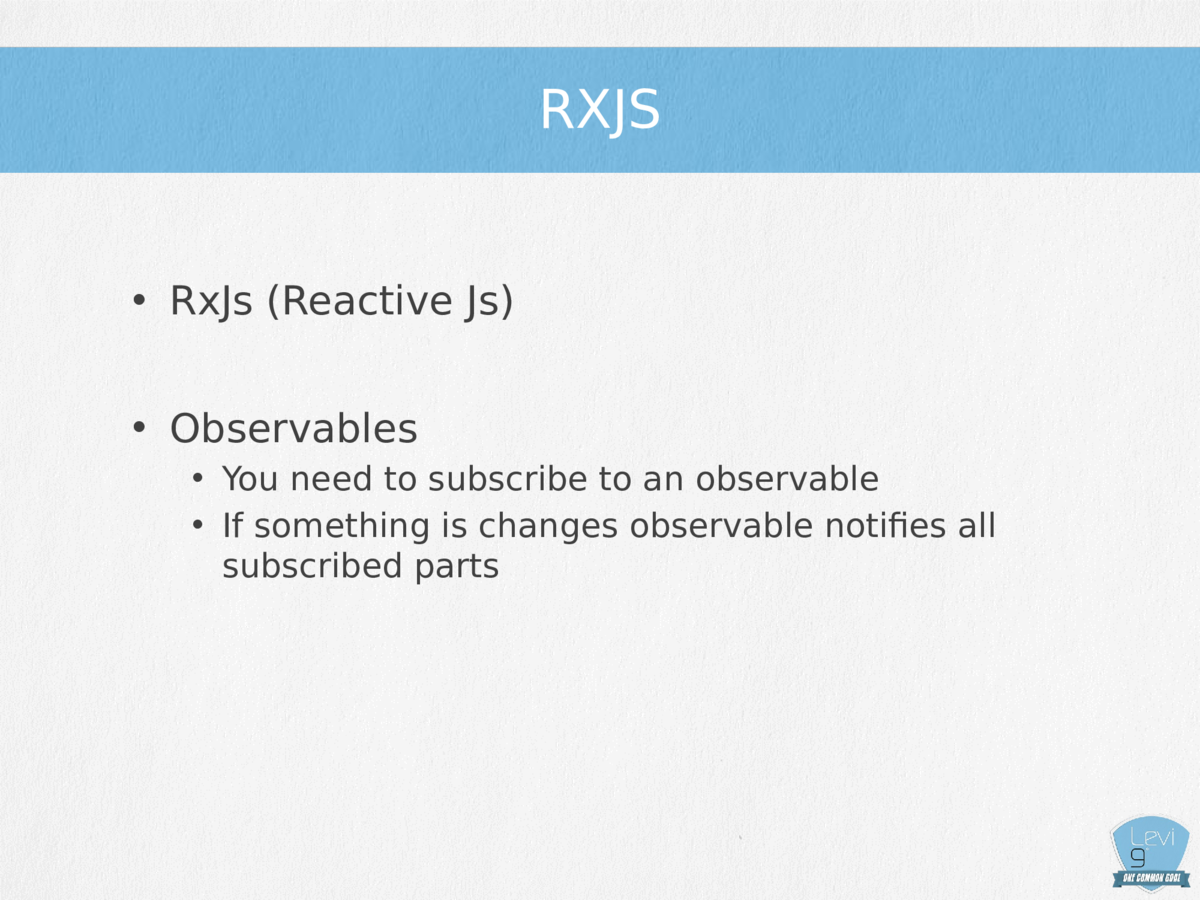 RXJS
• RxJs (Reactive Js)
• Observables
• You need to subscribe to an observable
• If something is changes observable notifies all
subscribed parts
Levi
9
ONE COMMON GOAL